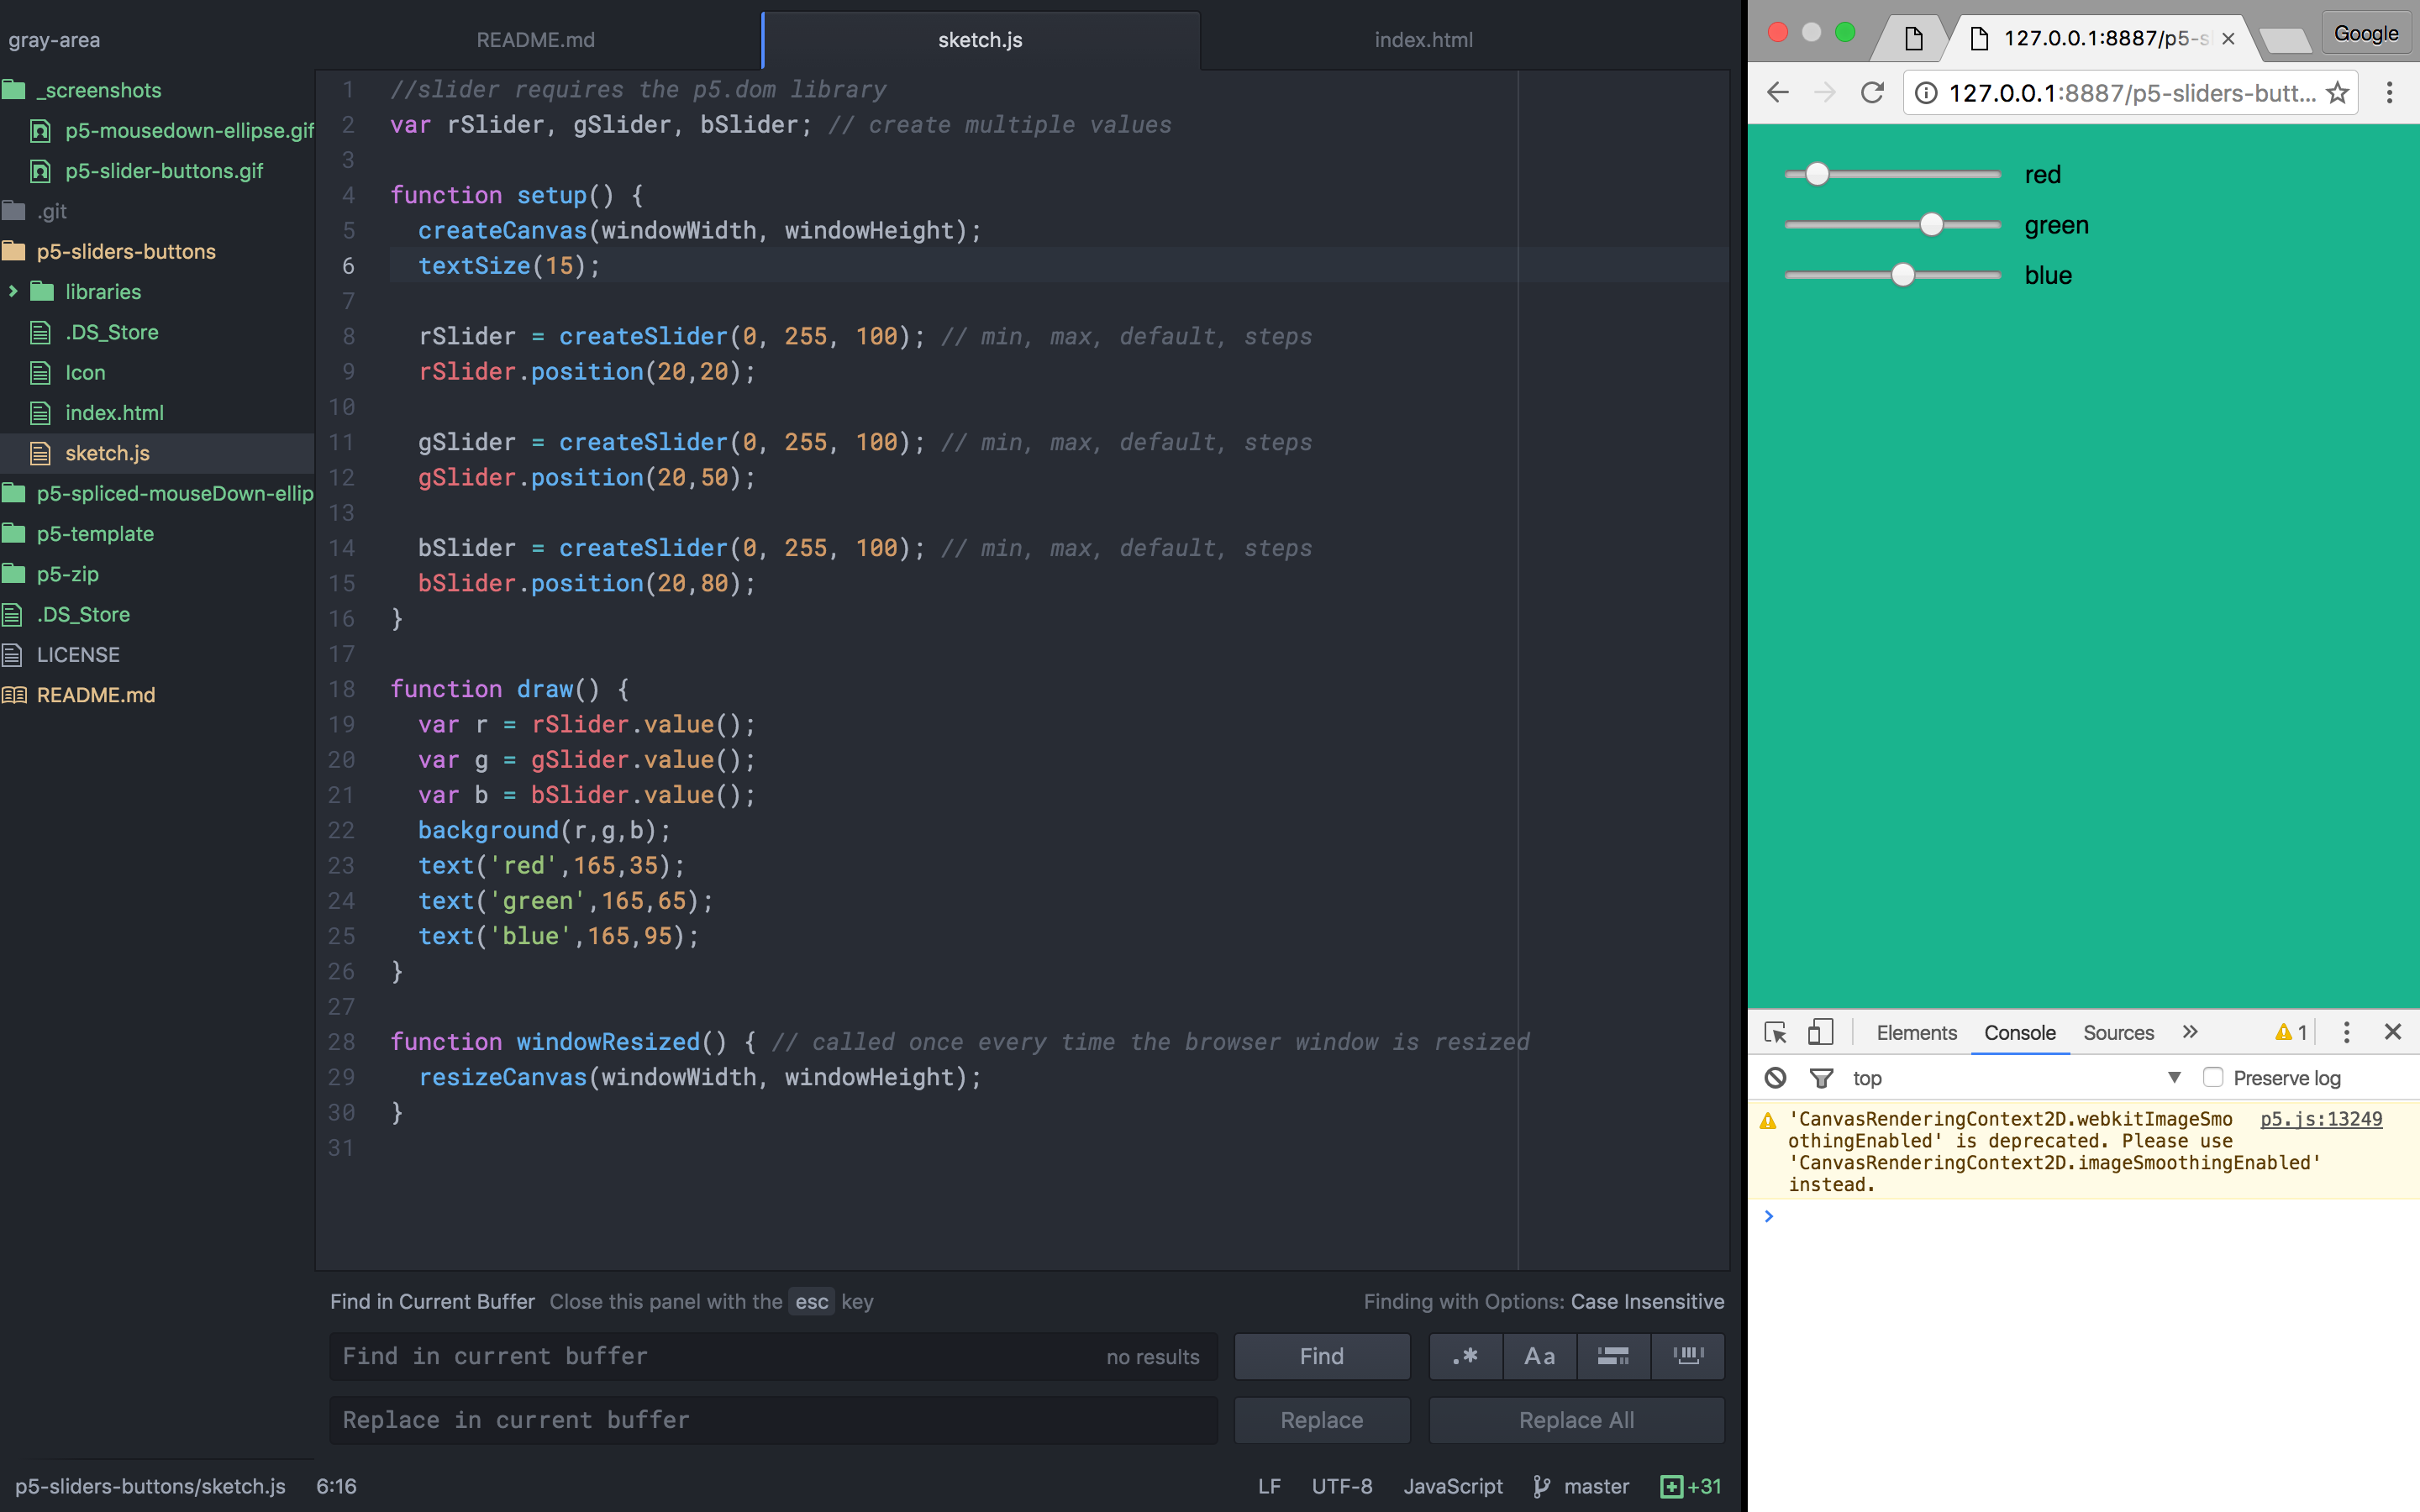 gray-area
_screenshots
p5-mousedown-ellipse.gif
p5-slider-buttons.gif
.git
p5-sliders-buttons
libraries
.DS_Store
Icon
index.html
sketch.js
p5-spliced-mouseDown-ellip
p5-template
p5-zip
.DS_Store
LICENSE
README.md
README.md
sketch.js
index.html
1 //slider requires the p5.dom library
2 var rSlider, gSlider, bSlider; // create multiple values
3
4 function setup() {
5   createCanvas(windowWidth, windowHeight);
6   textSize(15);
7
8   rSlider = createSlider(0, 255, 100); // min, max, default, steps
9   rSlider.position(20,20);
10
11   gSlider = createSlider(0, 255, 100); // min, max, default, steps
12   gSlider.position(20,50);
13
14   bSlider = createSlider(0, 255, 100); // min, max, default, steps
15   bSlider.position(20,80);
16 }
17
18 function draw() {
19   var r = rSlider.value();
20   var g = gSlider.value();
21   var b = bSlider.value();
22   background(r,g,b);
23   text('red',165,35);
24   text('green',165,65);
25   text('blue',165,95);
26 }
27
28 function windowResized() { // called once every time the browser window is resized
29   resizeCanvas(windowWidth, windowHeight);
30 }
31
Find in Current Buffer Close this panel with the esc key
Finding with Options: Case Insensitive
Find in current buffer no results Find .* Aa
Replace in current buffer Replace Replace All
p5-sliders-buttons/sketch.js 6:16 LF UTF-8 JavaScript master +31
127.0.0.1:8887/p5-sl Google
127.0.0.1:8887/p5-sliders-butt...
red
green
blue
Elements Console Sources » 1
top Preserve log
'CanvasRenderingContext2D.webkitImageSmo p5.js:13249
othingEnabled' is deprecated. Please use
'CanvasRenderingContext2D.imageSmoothingEnabled'
instead.